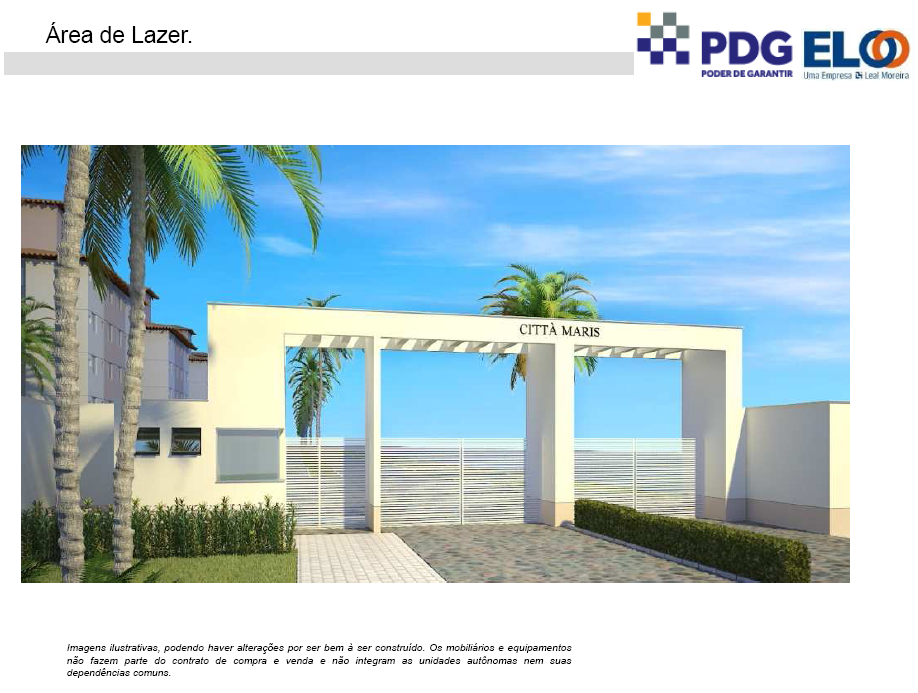 Área de Lazer.
PDG
PODER DE GARANTIR
ELOO
Uma Empresa Leal Moreira
CITTÀ MARIS
Imagens ilustrativas, podendo haver alterações por ser bem à ser construído. Os mobiliários e equipamentos
não fazem parte do contrato de compra e venda e não integram as unidades autônomas nem suas
dependências comuns.